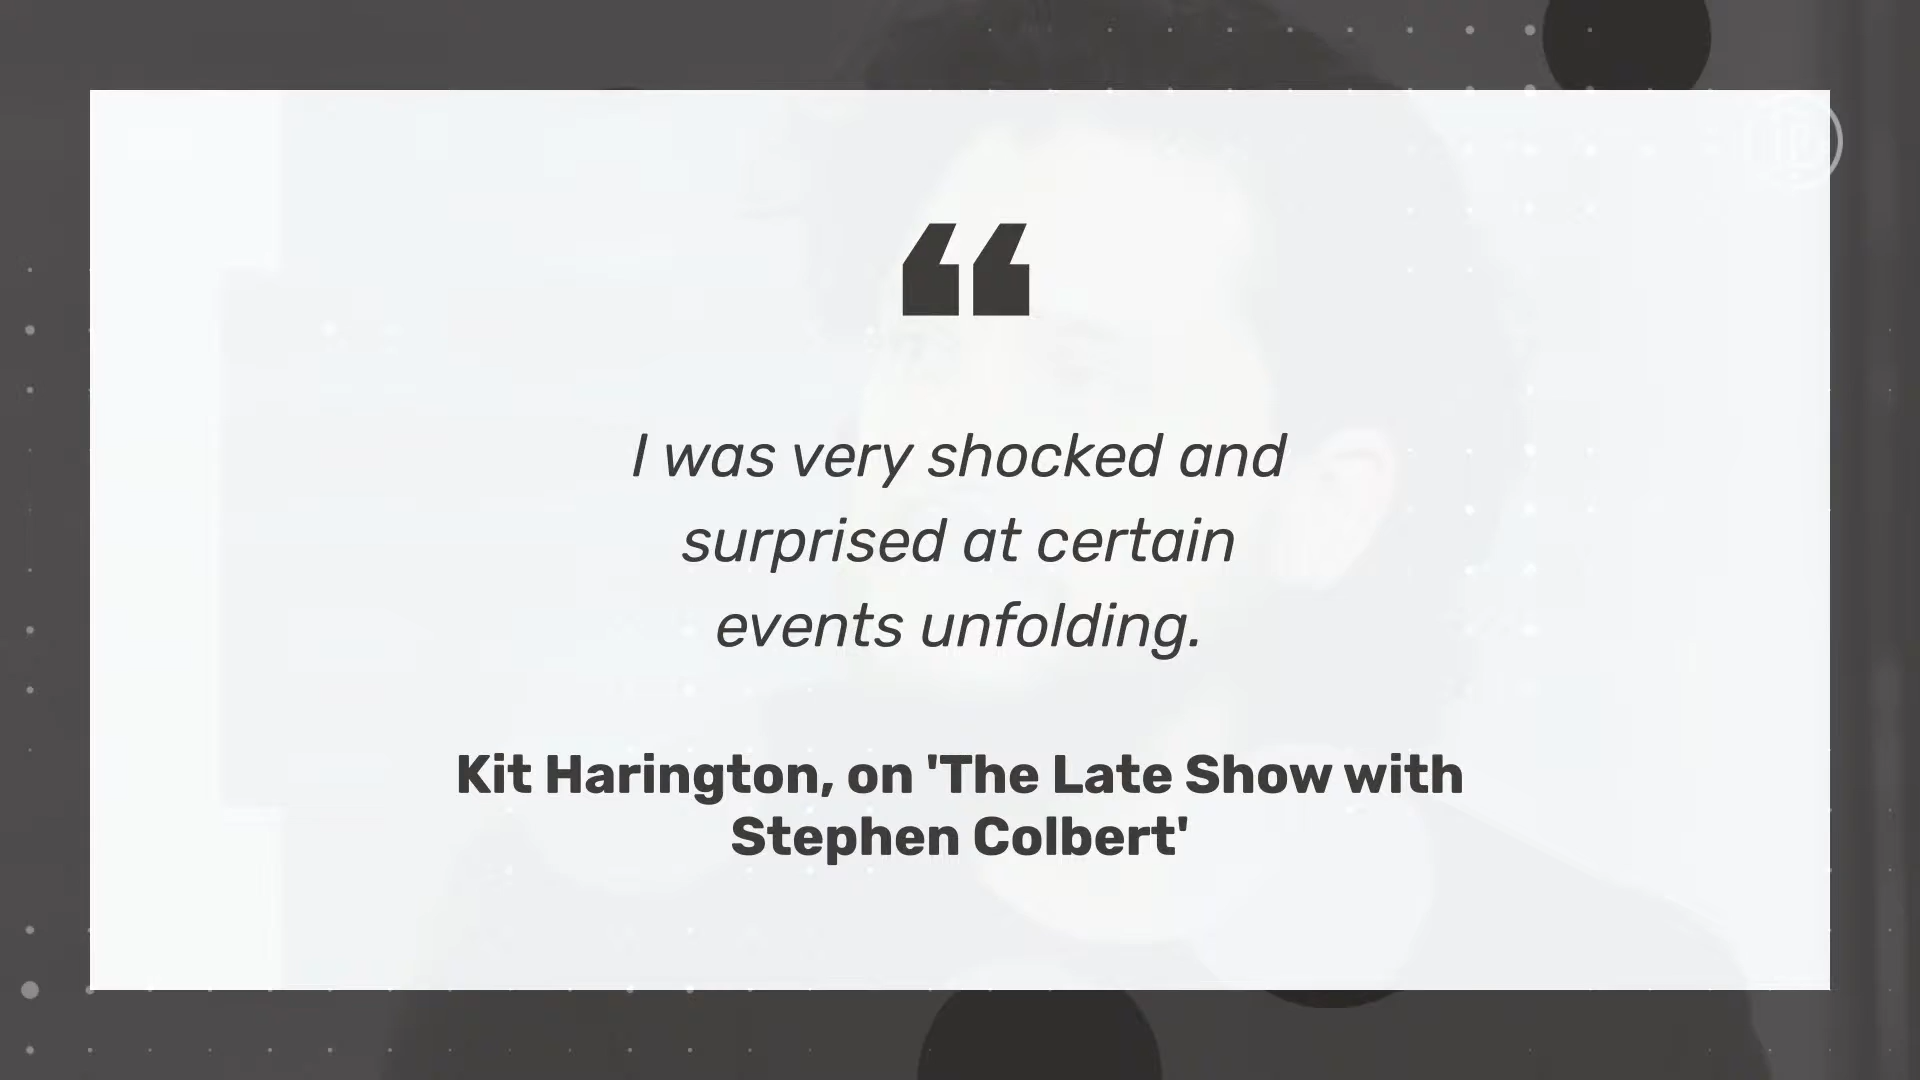 “
I was very shocked and
surprised at certain
events unfolding.
Kit Harington, on 'The Late Show with
Stephen Colbert'